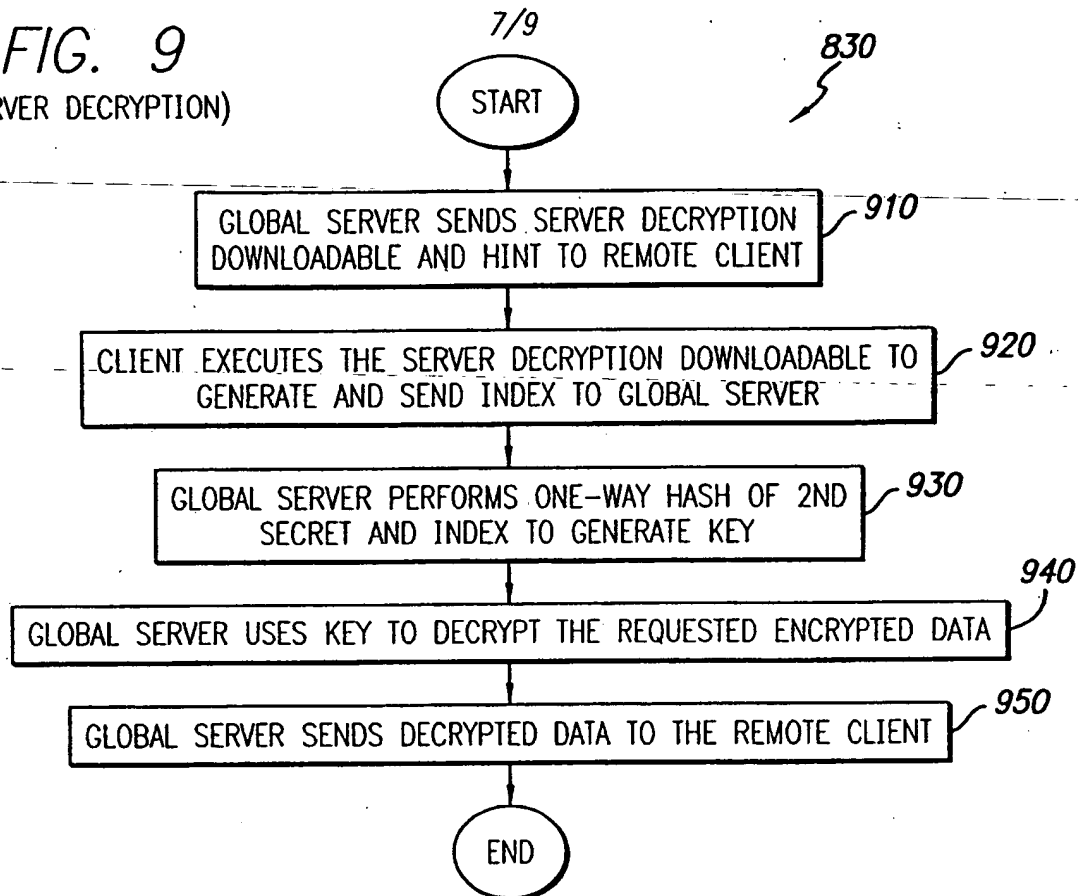 7/9
FIG. 9
RVER DECRYPTION)
830
START
910
GLOBAL SERVER SENDS SERVER DECRYPTION
DOWNLOADABLE AND HINT TO REMOTE CLIENT
920
CLIENT EXECUTES THE SERVER DECRYPTION DOWNLOADABLE TO
GENERATE AND SEND INDEX TO GLOBAL SERVER
930
GLOBAL SERVER PERFORMS ONE-WAY HASH OF 2ND
SECRET AND INDEX TO GENERATE KEY
940
GLOBAL SERVER USES KEY TO DECRYPT THE REQUESTED ENCRYPTED DATA
950
GLOBAL SERVER SENDS DECRYPTED DATA TO THE REMOTE CLIENT
END